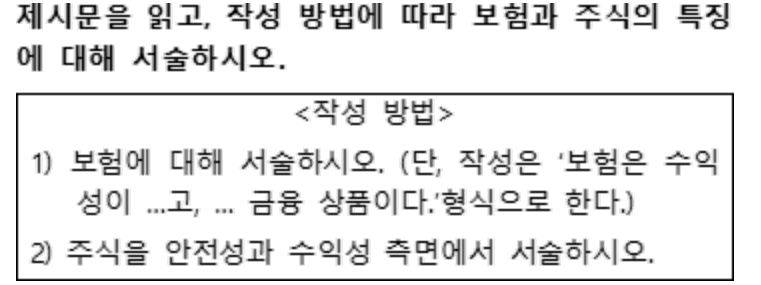 제시문을 읽고, 작성 방법에 따라 보험과 주식의 특징
에 대해 서술하시오.
<작성 방법>
1) 보험에 대해 서술하시오. (단, 작성은 '보험은 수익
성이 ...고, ... 금융 상품이다.'형식으로 한다.)
2) 주식을 안전성과 수익성 측면에서 서술하시오.